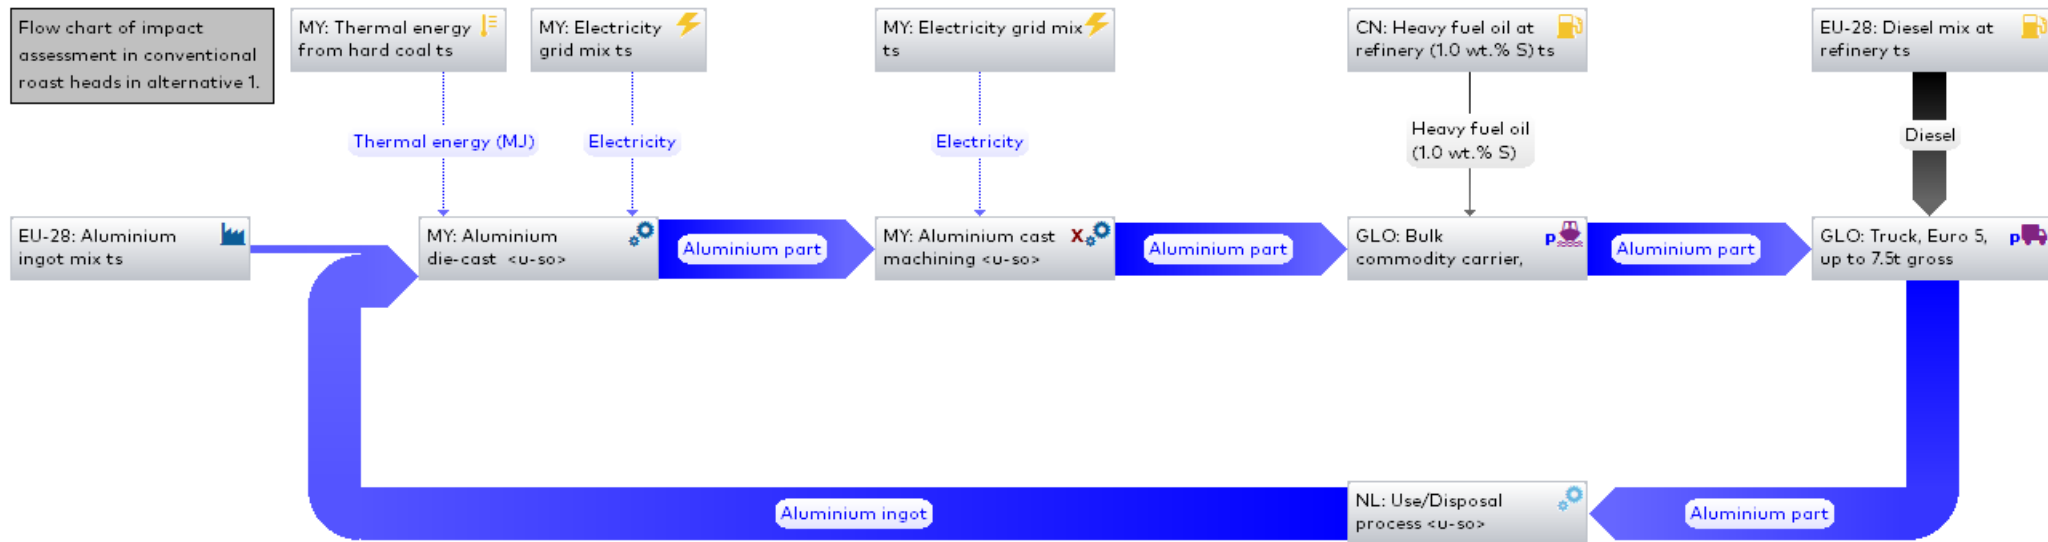 Flow chart of impact
assessment in conventional
roast heads in alternative 1.
MY: Thermal energy
from hard coal ts
MY: Electricity
grid mix ts
MY: Electricity grid mix
ts
CN: Heavy fuel oil at
refinery (1.0 wt.% S) ts
EU-28: Diesel mix at
refinery ts
Thermal energy (MJ)
Electricity
Electricity
Heavy fuel oil
(1.0 wt.% S)
Diesel
EU-28: Aluminium
ingot mix ts
MY: Aluminium
die-cast <u-so>
Aluminium part
MY: Aluminium cast
machining <u-so>
X
Aluminium part
GLO: Bulk
commodity carrier,
p
Aluminium part
GLO: Truck, Euro 5,
up to 7.5t gross
p
Aluminium ingot
NL: Use/Disposal
process <u-so>
Aluminium part